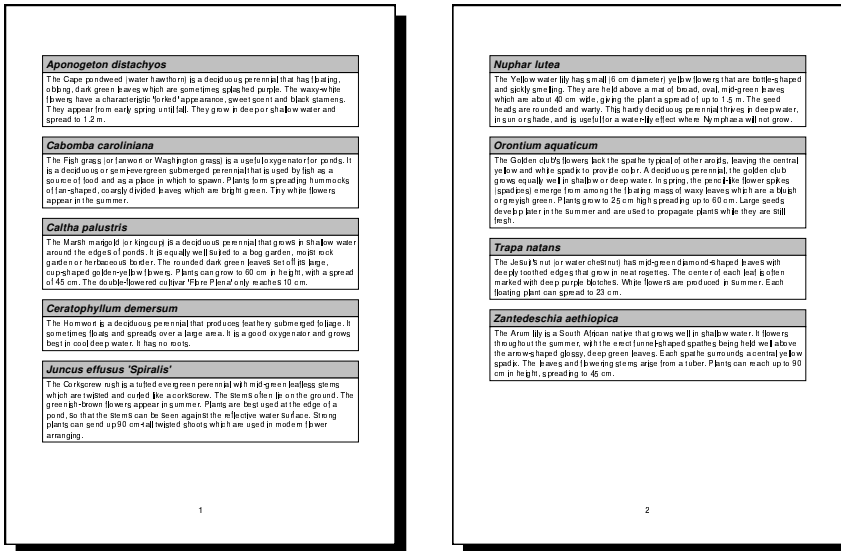 Aponogeton distachyos
The Cape pondweed (water hawthorn) is a deciduous perennial that has floating,
oblong, dark green leaves which are sometimes splashed purple. The waxy-white
flowers have a characteristic 'forked' appearance, sweet scent and black stamens.
They appear from early spring until fall. They grow in deep or shallow water and
spread to 1.2 m.
Cabomba caroliniana
The Fish grass (or fanwort or Washington grass) is a useful oxygenator for ponds. It
is a deciduous or semi-evergreen submerged perennial that is used by fish as a
source of food and as a place in which to spawn. Plants form spreading hummocks
of fan-shaped, coarsly divided leaves which are bright green. Tiny white flowers
appear in the summer.
Caltha palustris
The Marsh marigold (or kingcup) is a deciduous perennial that grows in shallow water
around the edges of ponds. It is equally well suited to a bog garden, moist rock
garden or herbaceous border. The rounded dark green leaves set off its large,
cup-shaped golden-yellow flowers. Plants can grow to 60 cm in height, with a spread
of 45 cm. The double-flowered cultivar 'Flore Plena' only reaches 10 cm.
Ceratophyllum demersum
The Hornwort is a deciduous perennial that produces feathery submerged foliage. It
sometimes floats and spreads over a large area. It is a good oxygenator and grows
best in cool deep water. It has no roots.
Juncus effusus 'Spiralis'
The Corkscrew rush is a tufted evergreen perennial with mid-green leafless stems
which are twisted and curled like a corkscrew. The stems often lie on the ground. The
greenish-brown flowers appear in summer. Plants are best used at the edge of a
pond, so that the stems can be seen against the reflective water surface. Strong
plants can send up 90 cm-tall twisted shoots which are used in modern flower
arranging.
1
Nuphar lutea
The Yellow water lily has small (6 cm diameter) yellow flowers that are bottle-shaped
and sickly smelling. They are held above a mat of broad, oval, mid-green leaves
which are about 40 cm wide, giving the plant a spread of up to 1.5 m. The seed
heads are rounded and warty. This hardy deciduous perennial thrives in deep water,
in sun or shade, and is useful for a water-lily effect where Nymphaea will not grow.
Orontium aquaticum
The Golden club's flowers lack the spathe typical of other aroids, leaving the central
yellow and white spadix to provide color. A deciduous perennial, the golden club
grows equally well in shallow or deep water. In spring, the pencil-like flower spikes
(spadices) emerge from among the floating mass of waxy leaves which are a bluish
or greyish green. Plants grow to 25 cm high spreading up to 60 cm. Large seeds
develop later in the summer and are used to propagate plants while they are still
fresh.
Trapa natans
The Jesuit's nut (or water chestnut) has mid-green diamond-shaped leaves with
deeply toothed edges that grow in neat rosettes. The center of each leaf is often
marked with deep purple blotches. White flowers are produced in summer. Each
floating plant can spread to 23 cm.
Zantedeschia aethiopica
The Arum lily is a South African native that grows well in shallow water. It flowers
throughout the summer, with the erect funnel-shaped spathes being held well above
the arrow-shaped glossy, deep green leaves. Each spathe surrounds a central yellow
spadix. The leaves and flowering stems arise from a tuber. Plants can reach up to 90
cm in height, spreading to 45 cm.
2